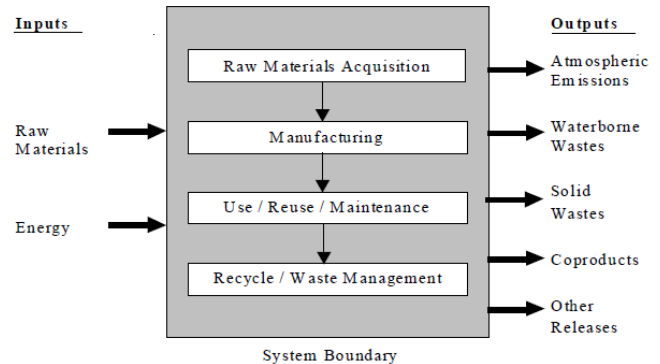 Inputs
Outputs
Raw Materials Acquisition
Atmospheric
Emissions
Raw
Materials
Manufacturing
Waterborne
Wastes
Use / Reuse / Maintenance
Solid
Wastes
Energy
Recycle / Waste Management
Coproducts
Other
Releases
System Boundary